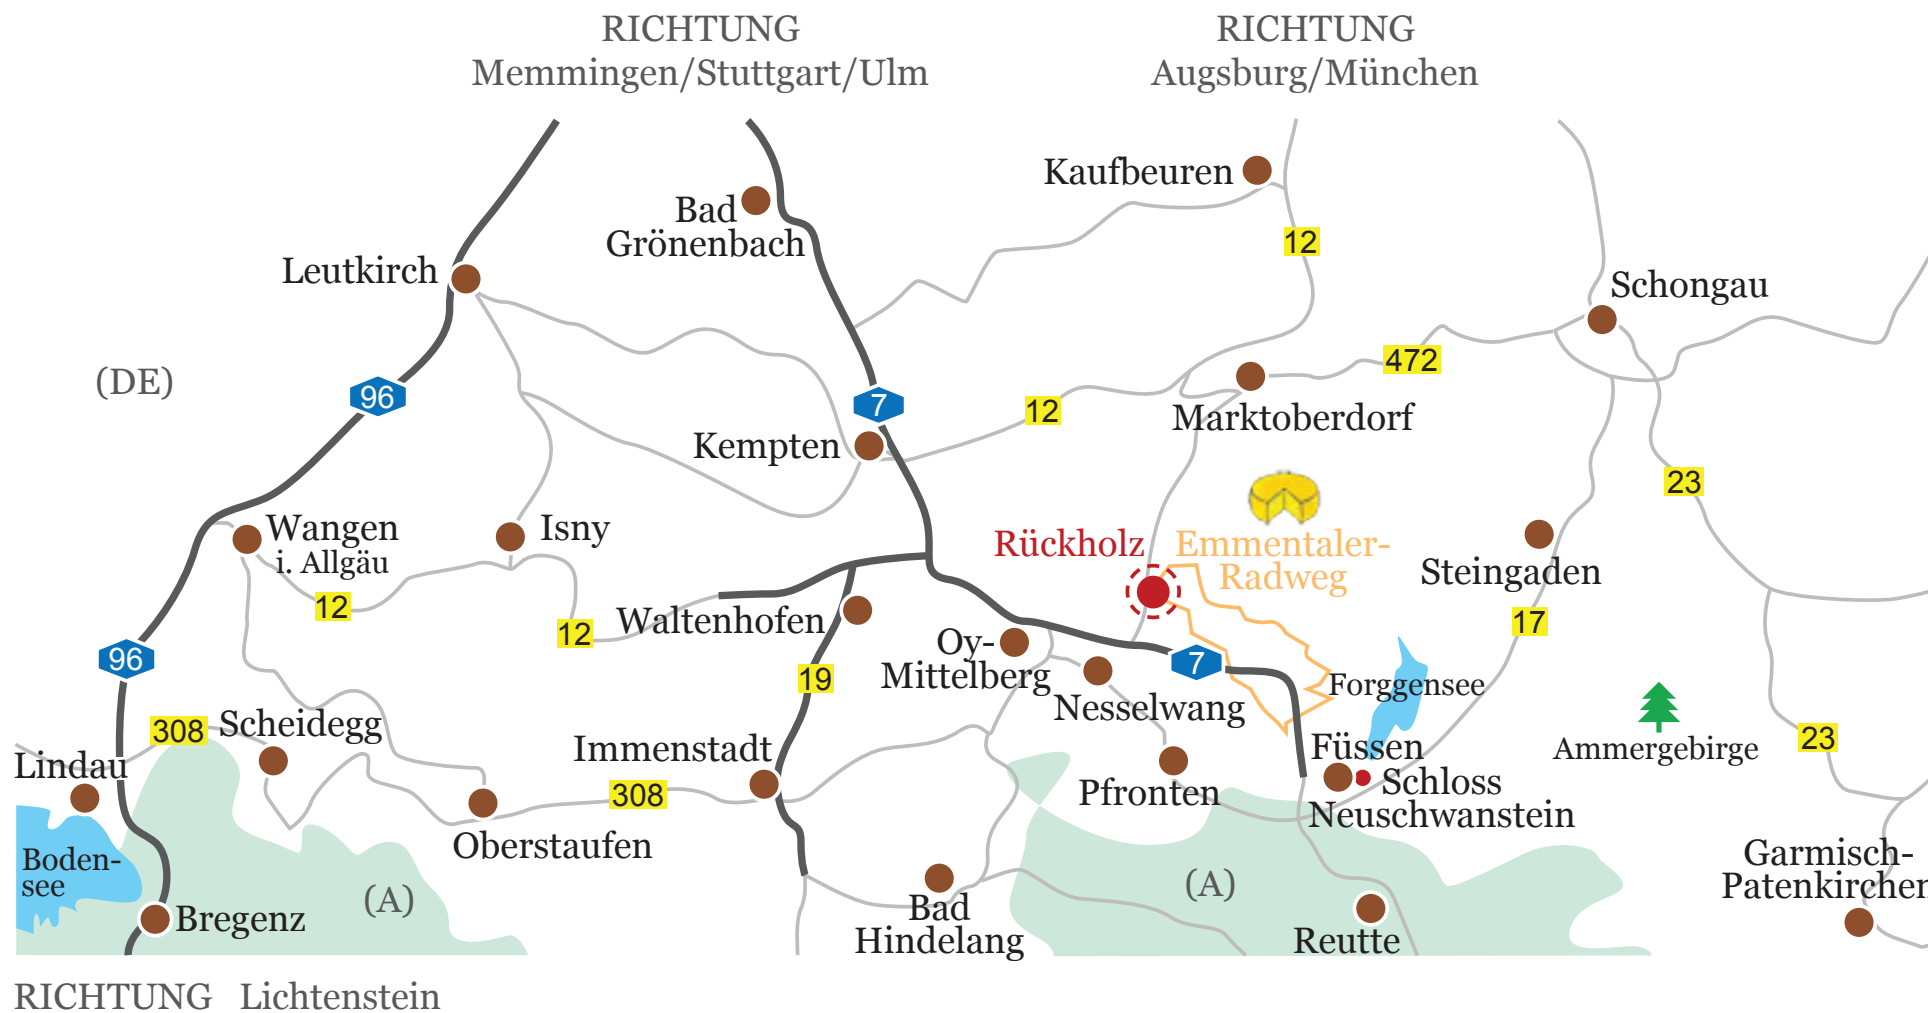 RICHTUNG
Memmingen/Stuttgart/Ulm
RICHTUNG
Augsburg/München
Kaufbeuren
Bad
Grönenbach
12
Leutkirch
Schongau
(DE)
96
7
472
12
Marktoberdorf
Kempten
23
Wangen
i. Allgäu
Isny
Rückholz
Emmentaler-
Radweg
Steingaden
12
12
Waltenhofen
17
Oy-
Mittelberg
96
7
19
Nesselwang
Forggensee
308
Scheidegg
Immenstadt
Füssen
Ammergebirge
23
Lindau
308
Pfronten
Schloss
Neuschwanstein
Oberstaufen
Boden-
see
Garmisch-
Patenkirchen
(A)
(A)
Bregenz
Bad
Hindelang
Reutte
RICHTUNG Lichtenstein